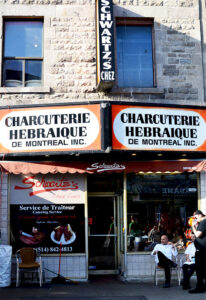 SCHWARTZ'S
CHEZ
CHARCUTERIE
HEBRAIQUE
DE MONTREAL INC.
CHARCUTERIE
HEBRAIQUE
DE MONTREAL INC.
Schwartz's
Schwartz's
Service de Traiteur
Catering Service
(514) 842-4813